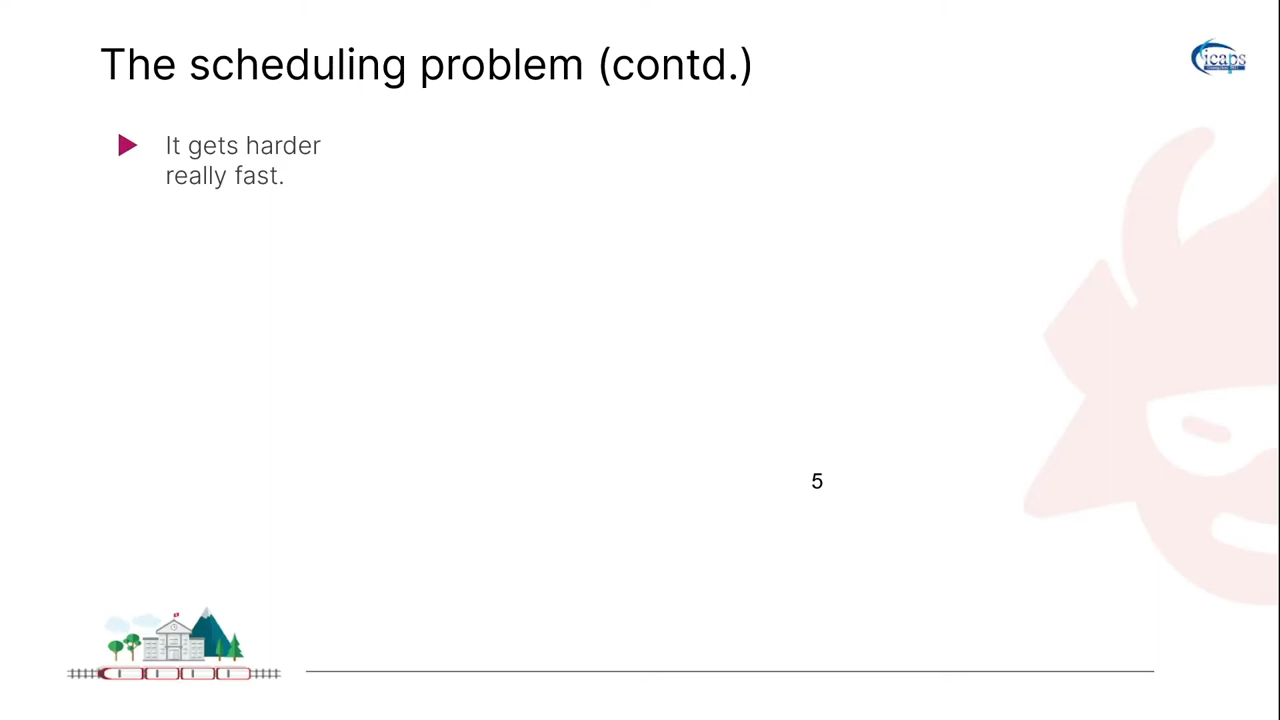 The scheduling problem (contd.)
icaps
It gets harder
really fast.
5